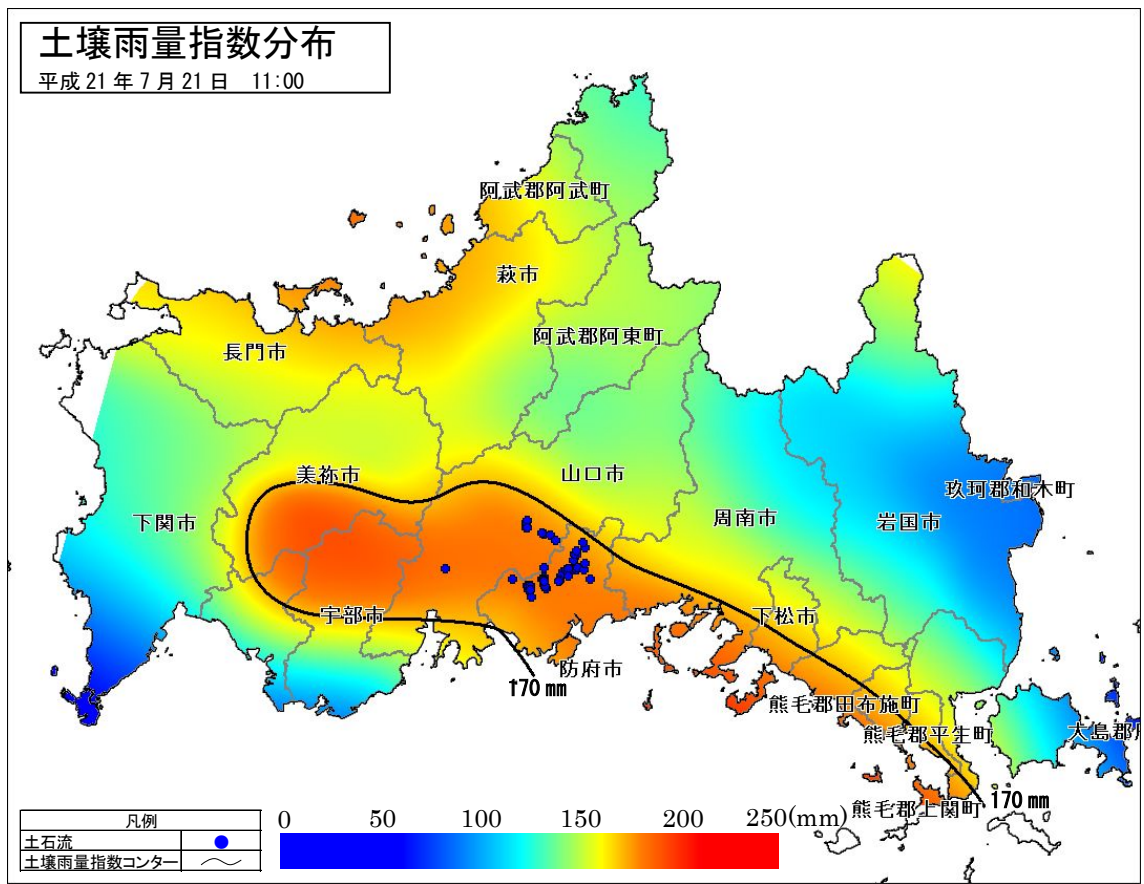 土壌雨量指数分布
平成21年7月21日 11:00
阿武郡阿武町
萩市
阿武郡阿東町
長門市
美祢市
山口市
玖珂郡和木町
下関市
周南市
岩国市
宇部市
下松市
防府市
170 mm
熊毛郡田布施町
熊毛郡平生町
大島郡
170 mm
熊毛郡上関町
凡例
土石流
土壌雨量指数コンター
0 50 100 150 200 250(mm)